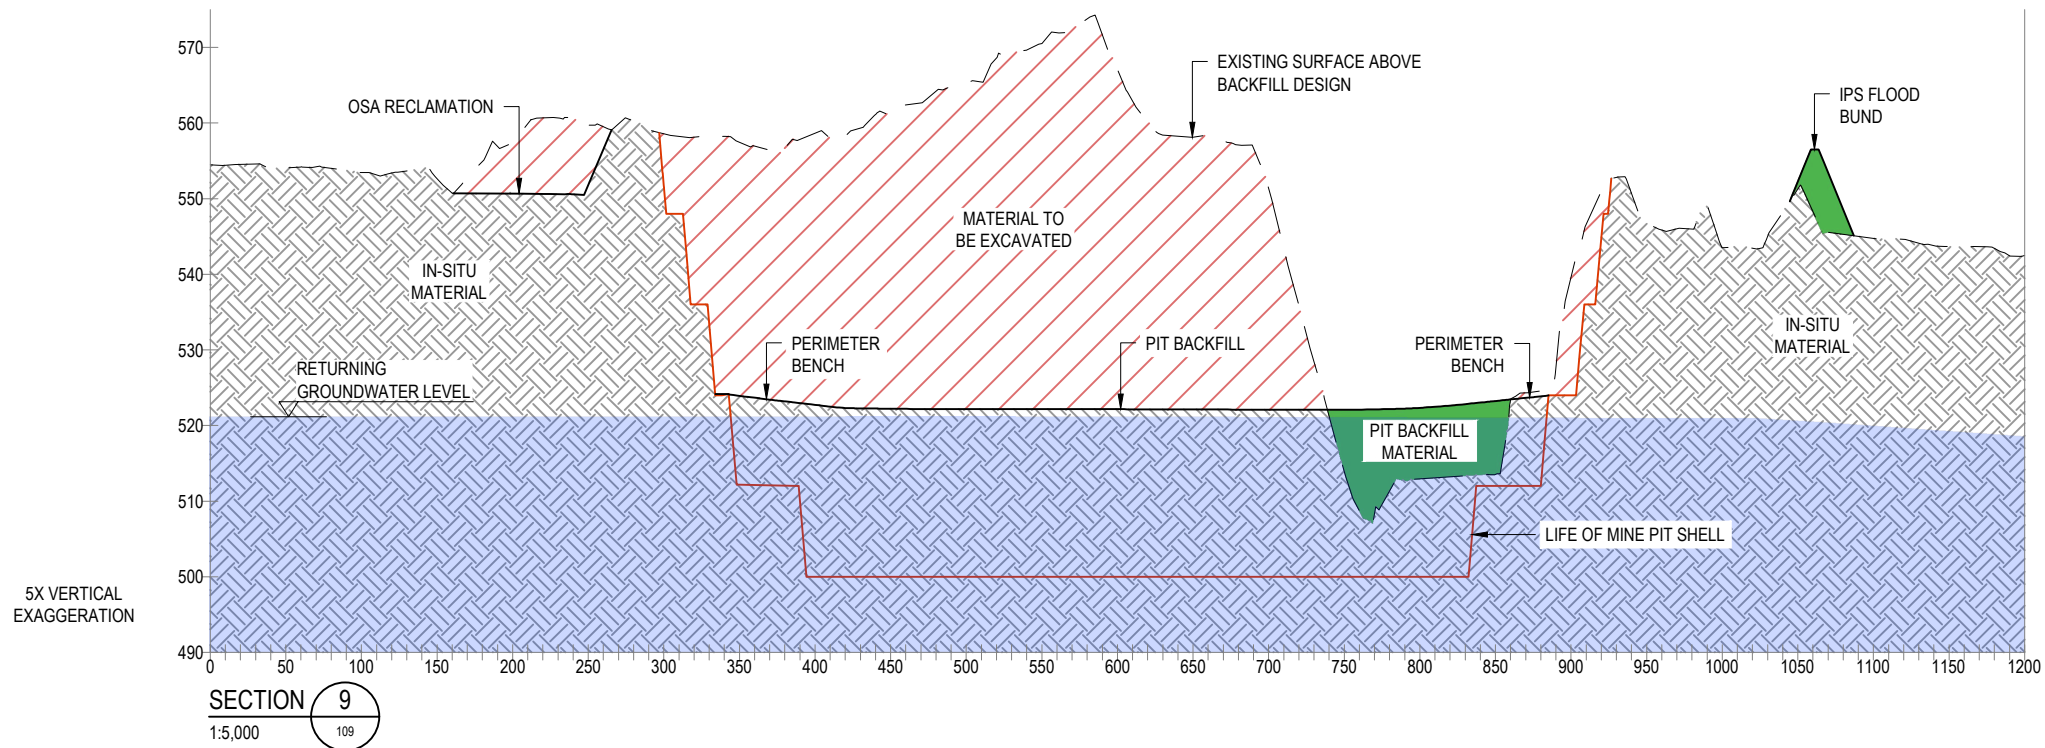 570
560
550
540
530
520
510
500
490
OSA RECLAMATION
EXISTING SURFACE ABOVE
BACKFILL DESIGN
IPS FLOOD
BUND
MATERIAL TO
BE EXCAVATED
IN-SITU
MATERIAL
IN-SITU
MATERIAL
PERIMETER
BENCH
PIT BACKFILL
PERIMETER
BENCH
RETURNING
GROUNDWATER LEVEL
PIT BACKFILL
MATERIAL
LIFE OF MINE PIT SHELL
5X VERTICAL
EXAGGERATION
0 50 100 150 200 250 300 350 400 450 500 550 600 650 700 750 800 850 900 950 1000 1050 1100 1150 1200
SECTION 9
1:5,000 109